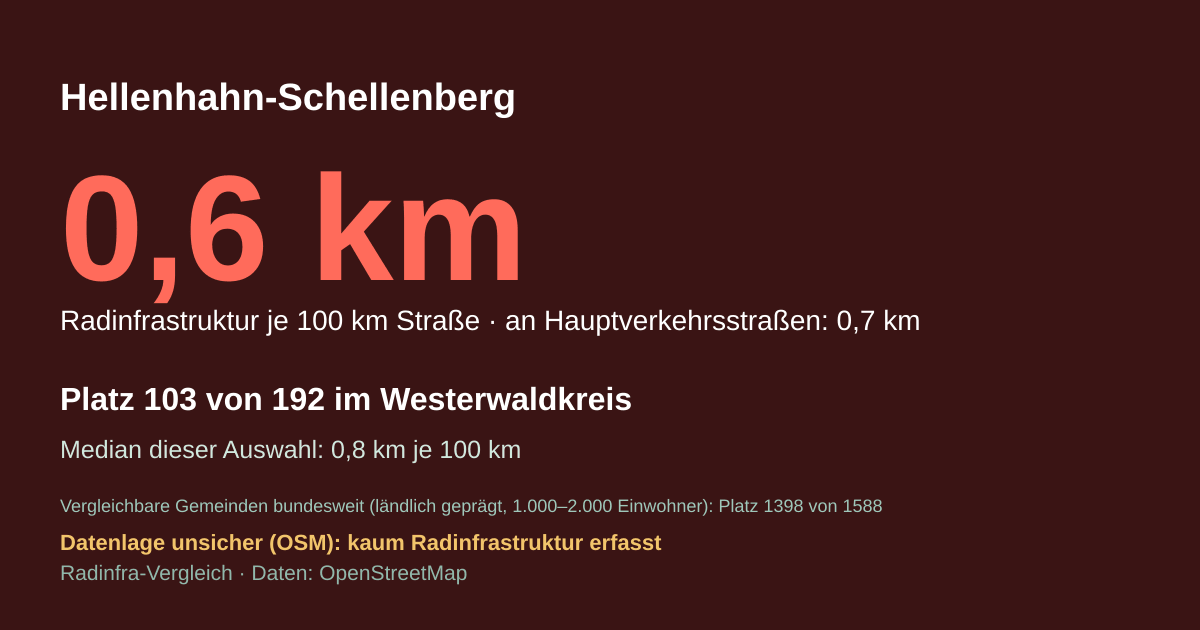 Hellenhahn-Schellenberg
0,6 km
Radinfrastruktur je 100 km Straße · an Hauptverkehrsstraßen: 0,7 km
Platz 103 von 192 im Westerwaldkreis
Median dieser Auswahl: 0,8 km je 100 km
Vergleichbare Gemeinden bundesweit (ländlich geprägt, 1.000–2.000 Einwohner): Platz 1398 von 1588
Datenlage unsicher (OSM): kaum Radinfrastruktur erfasst
Radinfra-Vergleich · Daten: OpenStreetMap